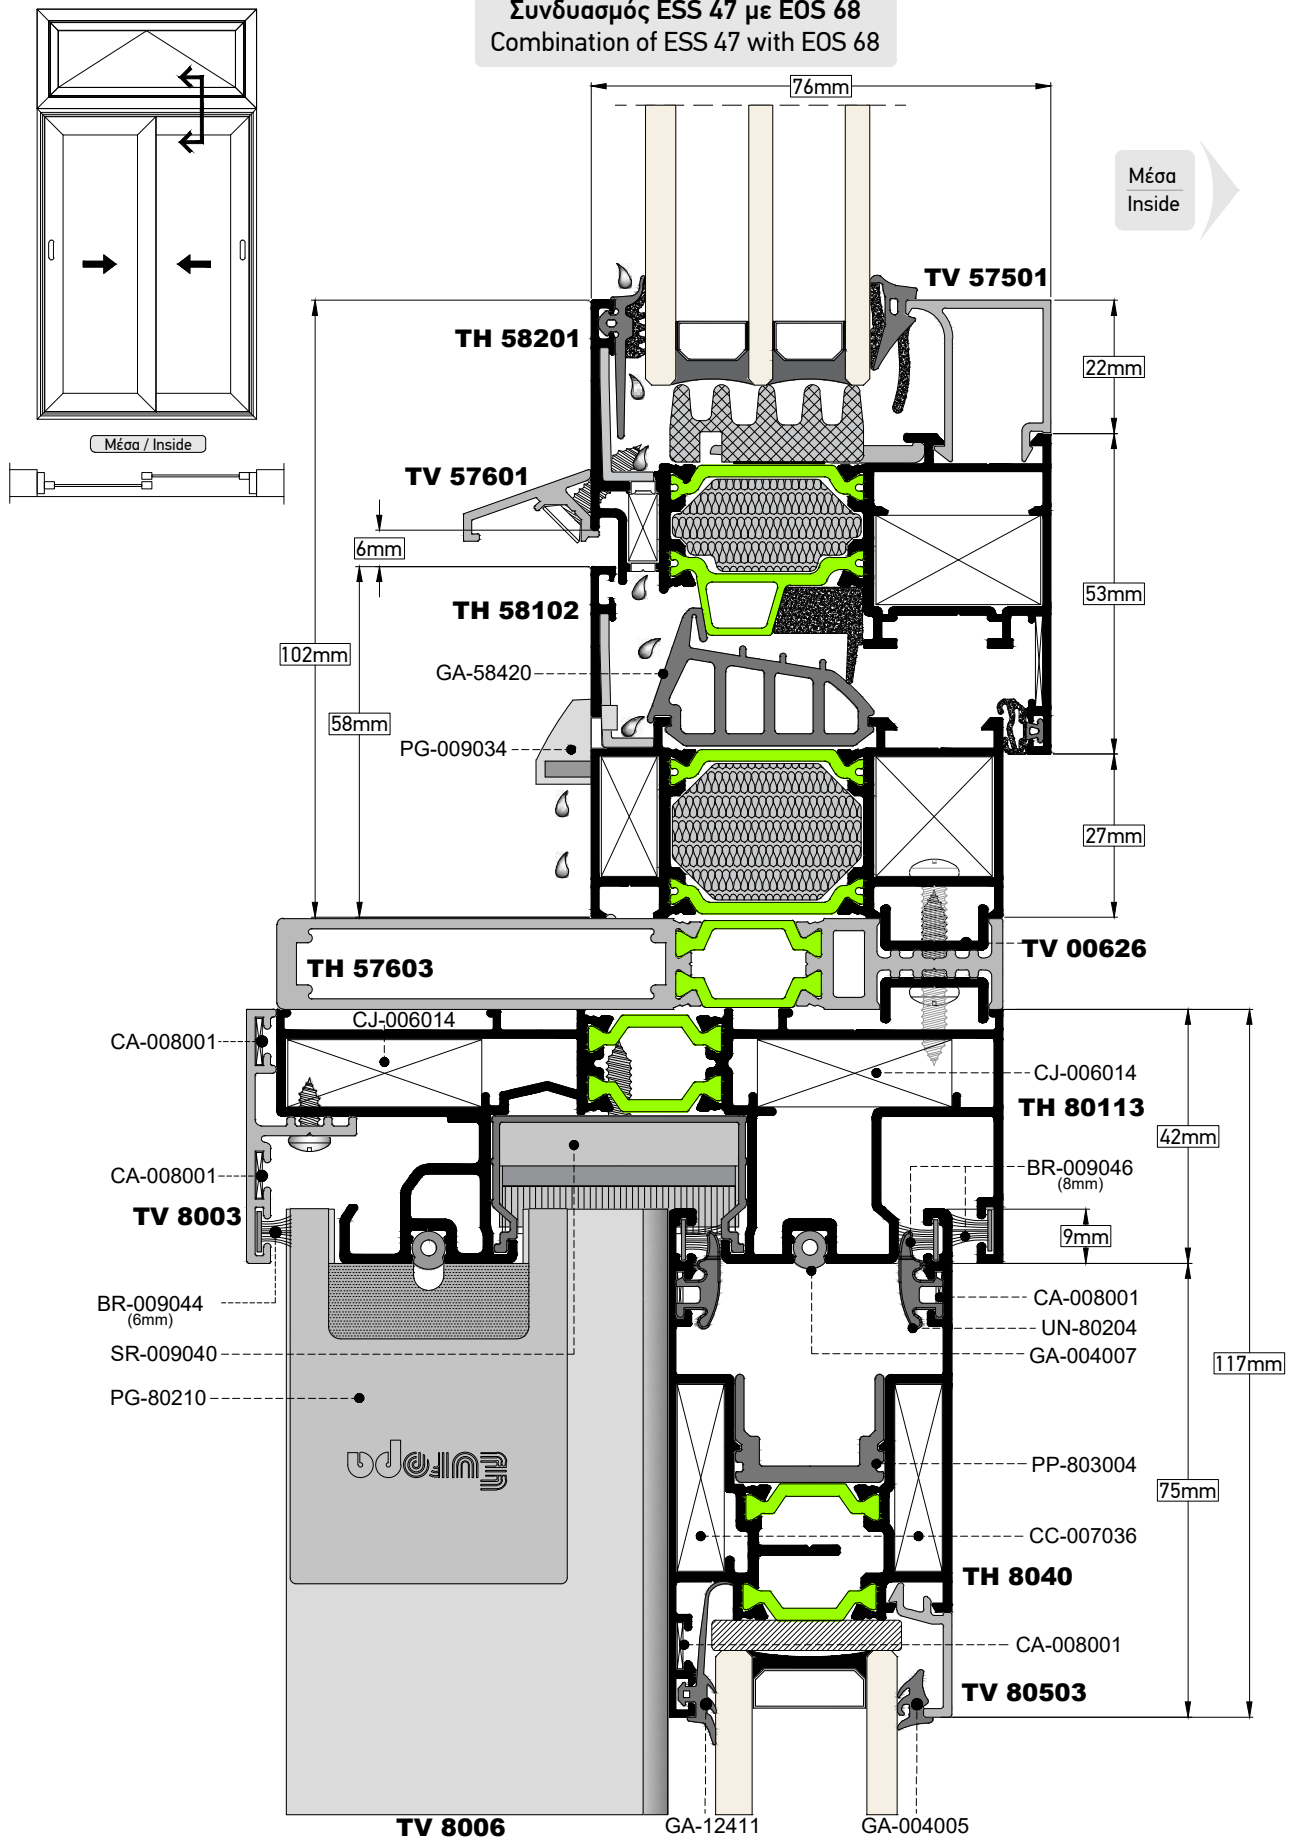 Συνδυασμός ESS 47 με EOS 68
Combination of ESS 47 with EOS 68
76mm
Μέσα
Inside
TV 57501
TH 58201
22mm
Μέσα / Inside
TV 57601
6mm
53mm
TH 58102
102mm
GA-58420
58mm
PG-009034
27mm
TV 00626
TH 57603
CJ-006014
CA-008001
CJ-006014
TH 80113
42mm
CA-008001
BR-009046
(8mm)
TV 8003
9mm
BR-009044
(6mm)
CA-008001
UN-80204
SR-009040
GA-004007
117mm
PG-80210
europa
PP-803004
75mm
CC-007036
TH 8040
CA-008001
TV 80503
TV 8006
GA-12411
GA-004005